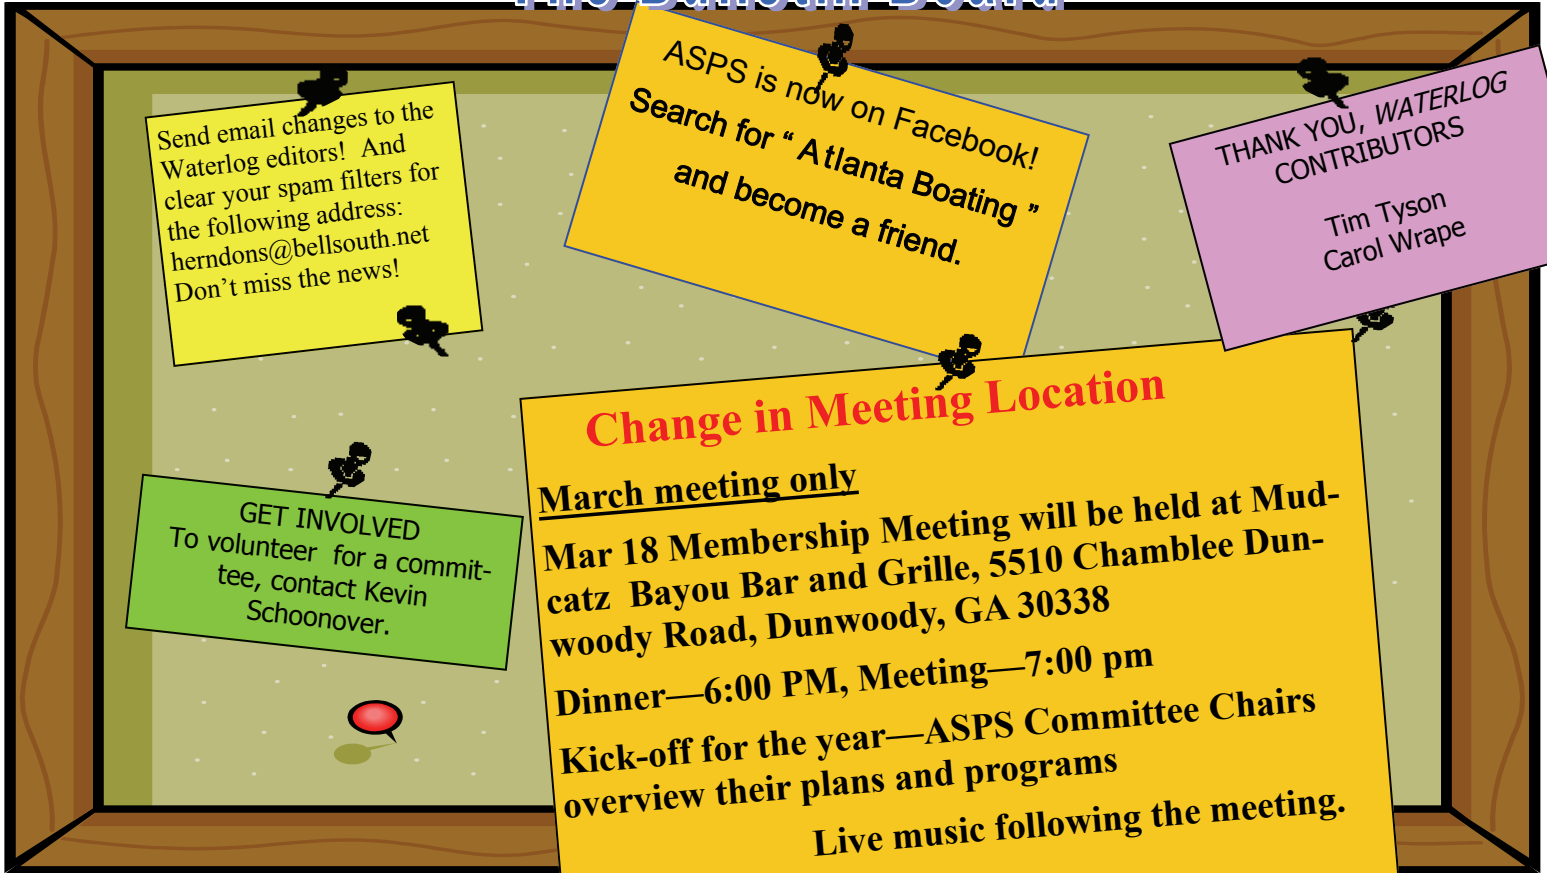 The Bulletin Board
Send email changes to the
Waterlog editors!  And
clear your spam filters for
the following address:
herndons@bellsouth.net
Don’t miss the news!
ASPS is now on Facebook!
Search for “ Atlanta Boating ”
and become a friend.
THANK YOU, WATERLOG
CONTRIBUTORS
Tim Tyson
Carol Wrape
GET INVOLVED
To volunteer  for a commit-
tee, contact Kevin
Schoonover.
Change in Meeting Location
March meeting only
Mar 18 Membership Meeting will be held at Mud-
catz  Bayou Bar and Grille, 5510 Chamblee Dun-
woody Road, Dunwoody, GA 30338
Dinner—6:00 PM, Meeting—7:00 pm
Kick-off for the year—ASPS Committee Chairs
overview their plans and programs
Live music following the meeting.